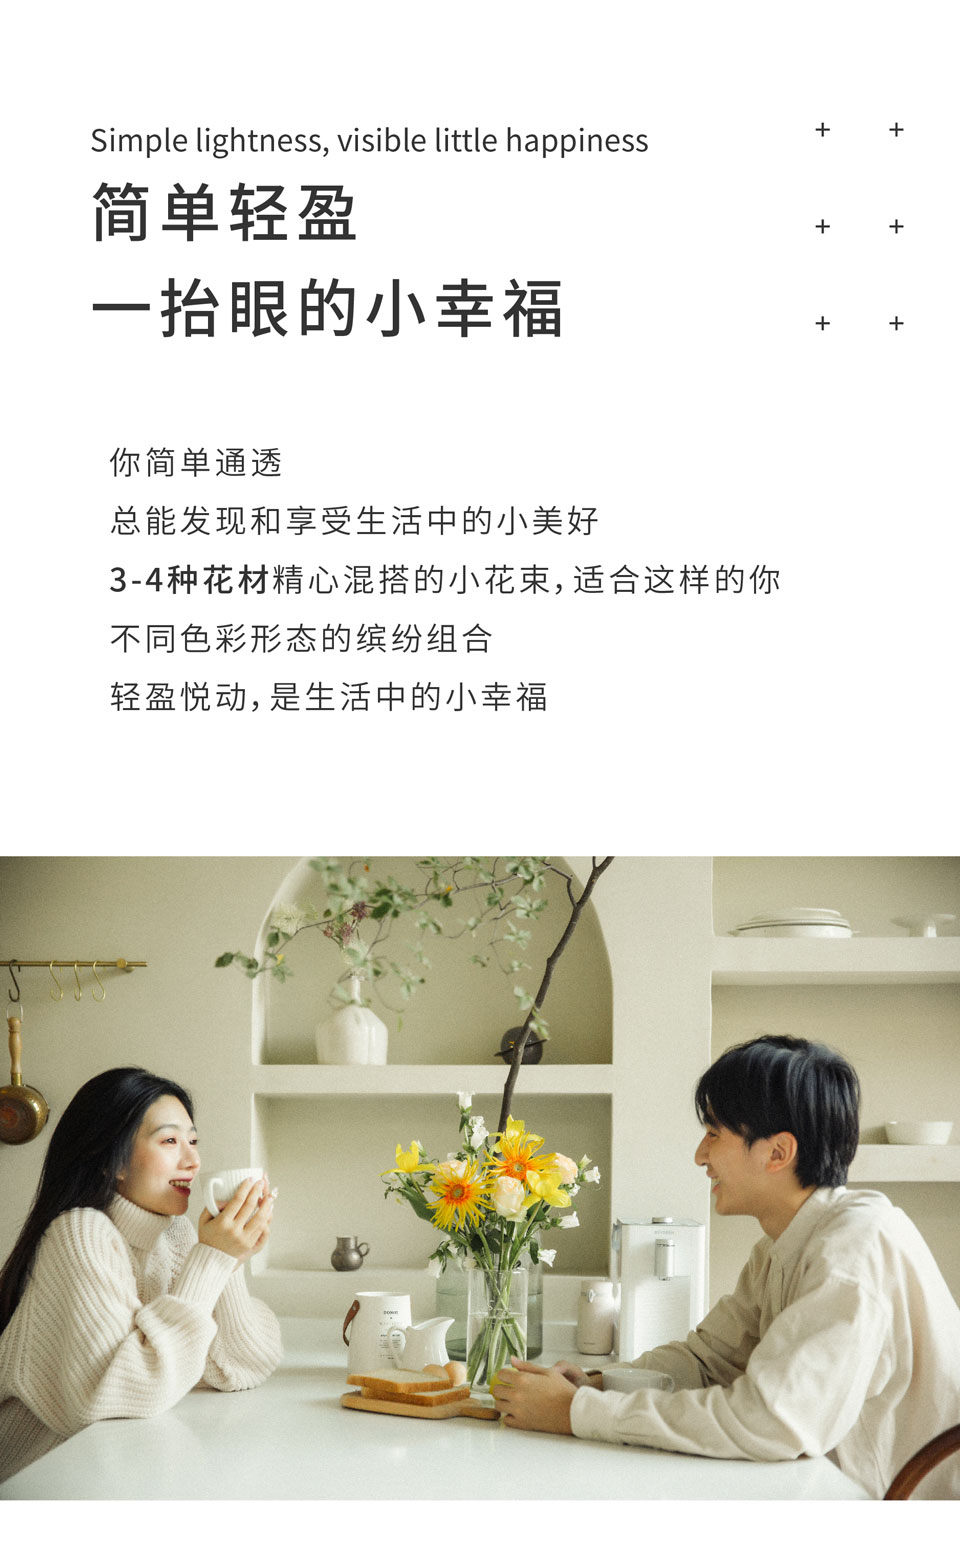 Simple lightness, visible little happiness
简单轻盈
一抬眼的小幸福
你简单通透
总能发现和享受生活中的小美好
3-4种花材精心混搭的小花束，适合这样的你
不同色彩形态的缤纷组合
轻盈悦动，是生活中的小幸福